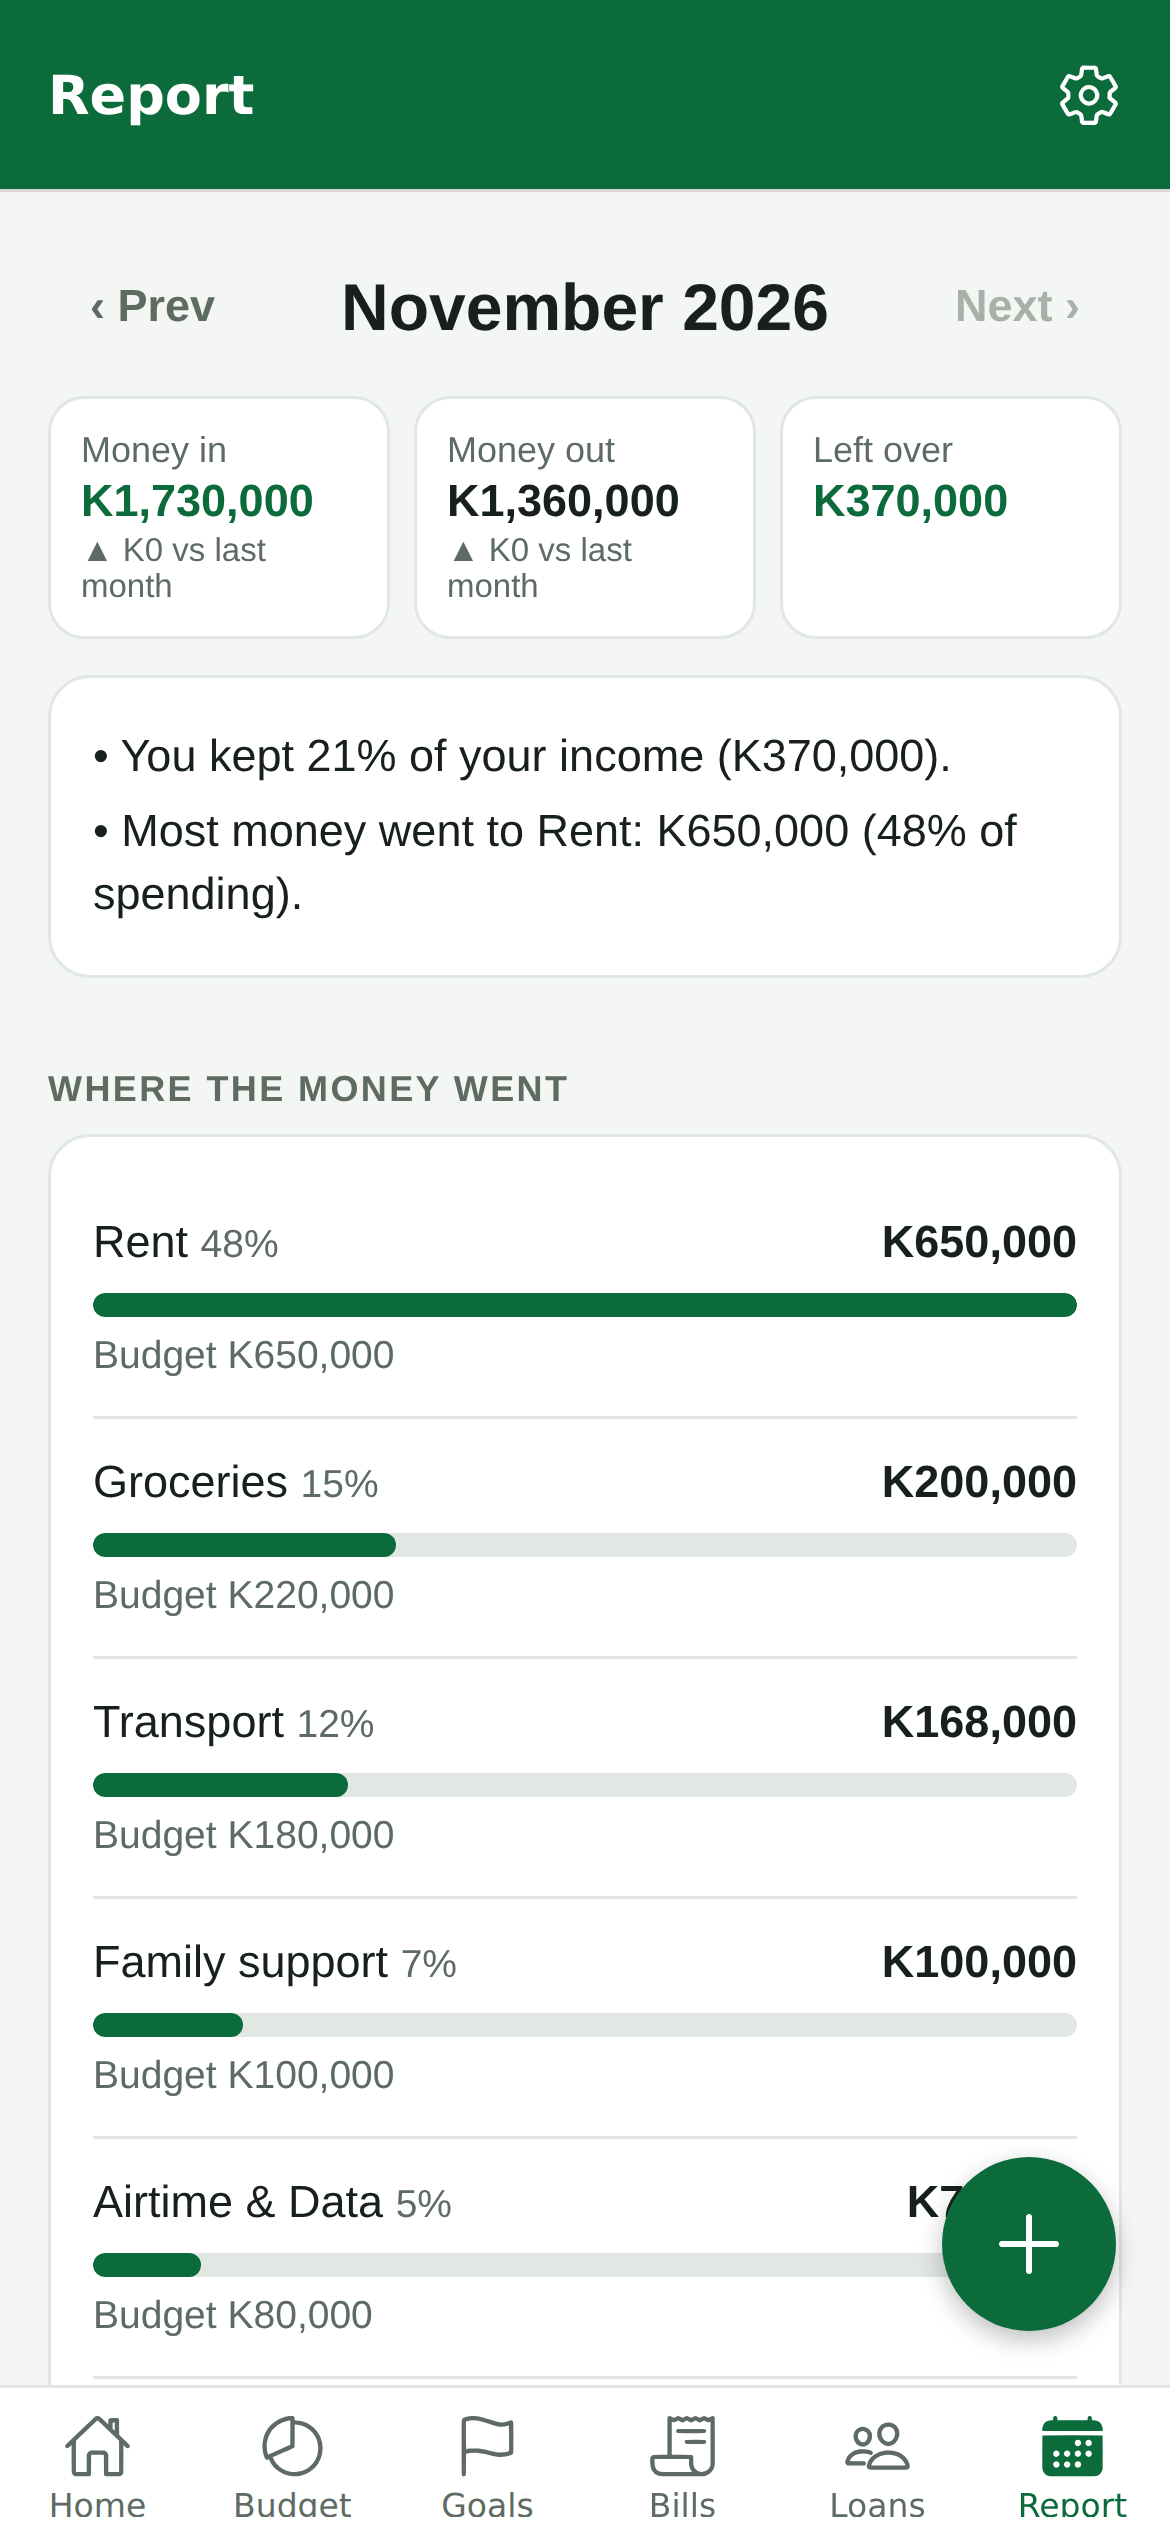 Report
‹ Prev
November 2026
Next ›
Money in
K1,730,000
▲ K0 vs last
month
Money out
K1,360,000
▲ K0 vs last
month
Left over
K370,000
• You kept 21% of your income (K370,000).
• Most money went to Rent: K650,000 (48% of
spending).
WHERE THE MONEY WENT
Rent 48%
K650,000
Budget K650,000
Groceries 15%
K200,000
Budget K220,000
Transport 12%
K168,000
Budget K180,000
Family support 7%
K100,000
Budget K100,000
Airtime & Data 5%
Budget K80,000
Home
Budget
Goals
Bills
Loans
Report